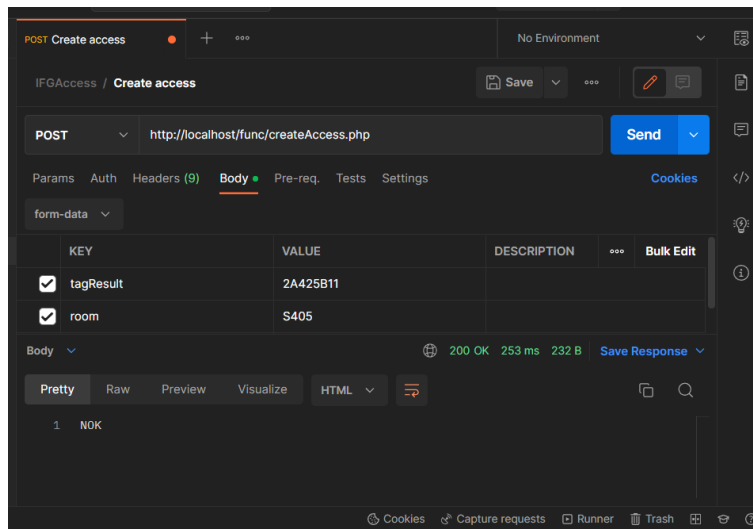 POST Create access
No Environment
IFGAccess / Create access
Save
POST
http://localhost/func/createAccess.php
Send
Params Auth Headers (9) Body Pre-req. Tests Settings
Cookies
form-data
KEY VALUE DESCRIPTION Bulk Edit
tagResult 2A425B11
room S405
Body
200 OK 253 ms 232 B Save Response
Pretty Raw Preview Visualize HTML
1 NOK
Cookies Capture requests Runner Trash